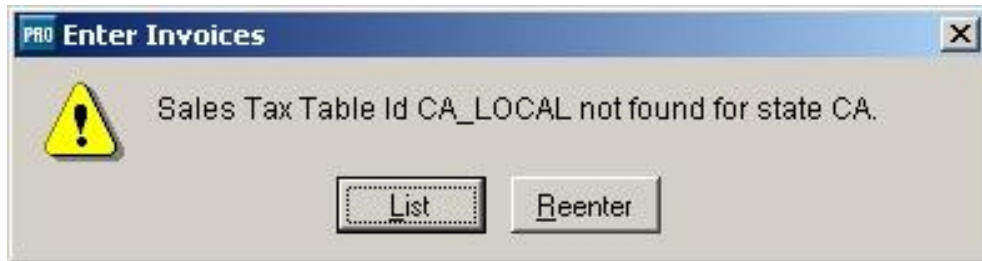 PRO Enter Invoices
Sales Tax Table Id CA_LOCAL not found for state CA.
List Reenter